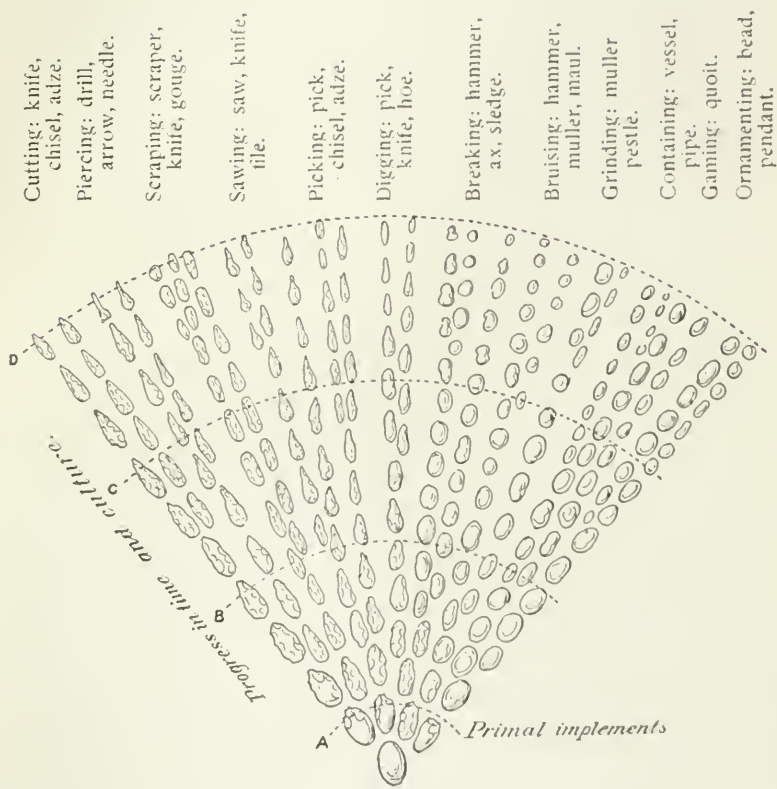 Cutting: knife,
chisel, adze.
Piercing: drill,
arrow, needle.
Scraping: scraper,
knife, gouge.
Sawing: saw, knife,
tile.
Picking: pick,
chisel, adze.
Digging: pick,
knife, hoe.
Breaking: hammer,
ax, sledge.
Bruising: hammer,
muller, maul.
Grinding: muller
pestle.
Containing: vessel,
pipe.
Gaming: quoit.
Ornamenting: bead,
pendant.
D
C
B
A
Progress in time and culture.
Primal implements